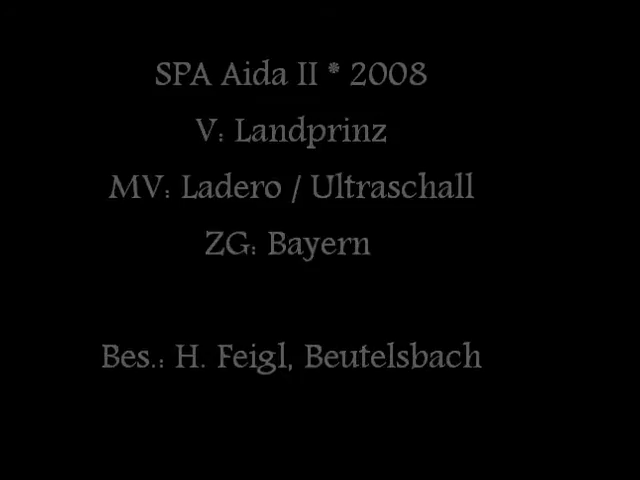 SPA Aida II * 2008
V: Landprinz
MV: Ladero / Ultraschall
ZG: Bayern
Bes.: H. Feigl, Beutelsbach